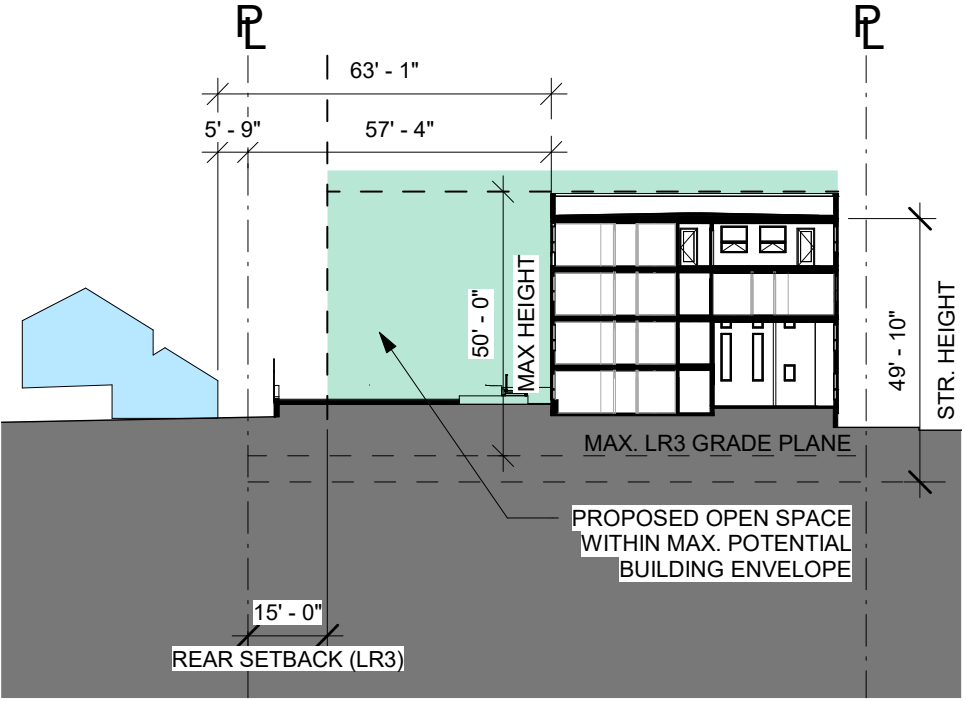 PL
PL
63' - 1"
5' - 9"
57' - 4"
50' - 0"
MAX HEIGHT
49' - 10"
STR. HEIGHT
MAX. LR3 GRADE PLANE
PROPOSED OPEN SPACE
WITHIN MAX. POTENTIAL
BUILDING ENVELOPE
15' - 0"
REAR SETBACK (LR3)